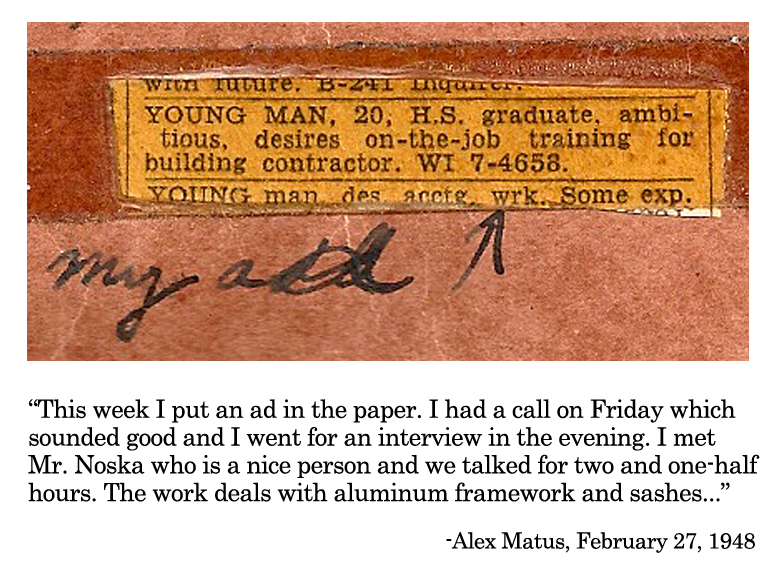 with future. B-241 Inquirer.
YOUNG MAN, 20, H.S. graduate, ambi-
tious, desires on-the-job training for
building contractor. WI 7-4658.
YOUNG man des. acctg. wrk. Some exp.
my add
“This week I put an ad in the paper. I had a call on Friday which
sounded good and I went for an interview in the evening. I met
Mr. Noska who is a nice person and we talked for two and one-half
hours. The work deals with aluminum framework and sashes...”
-Alex Matus, February 27, 1948